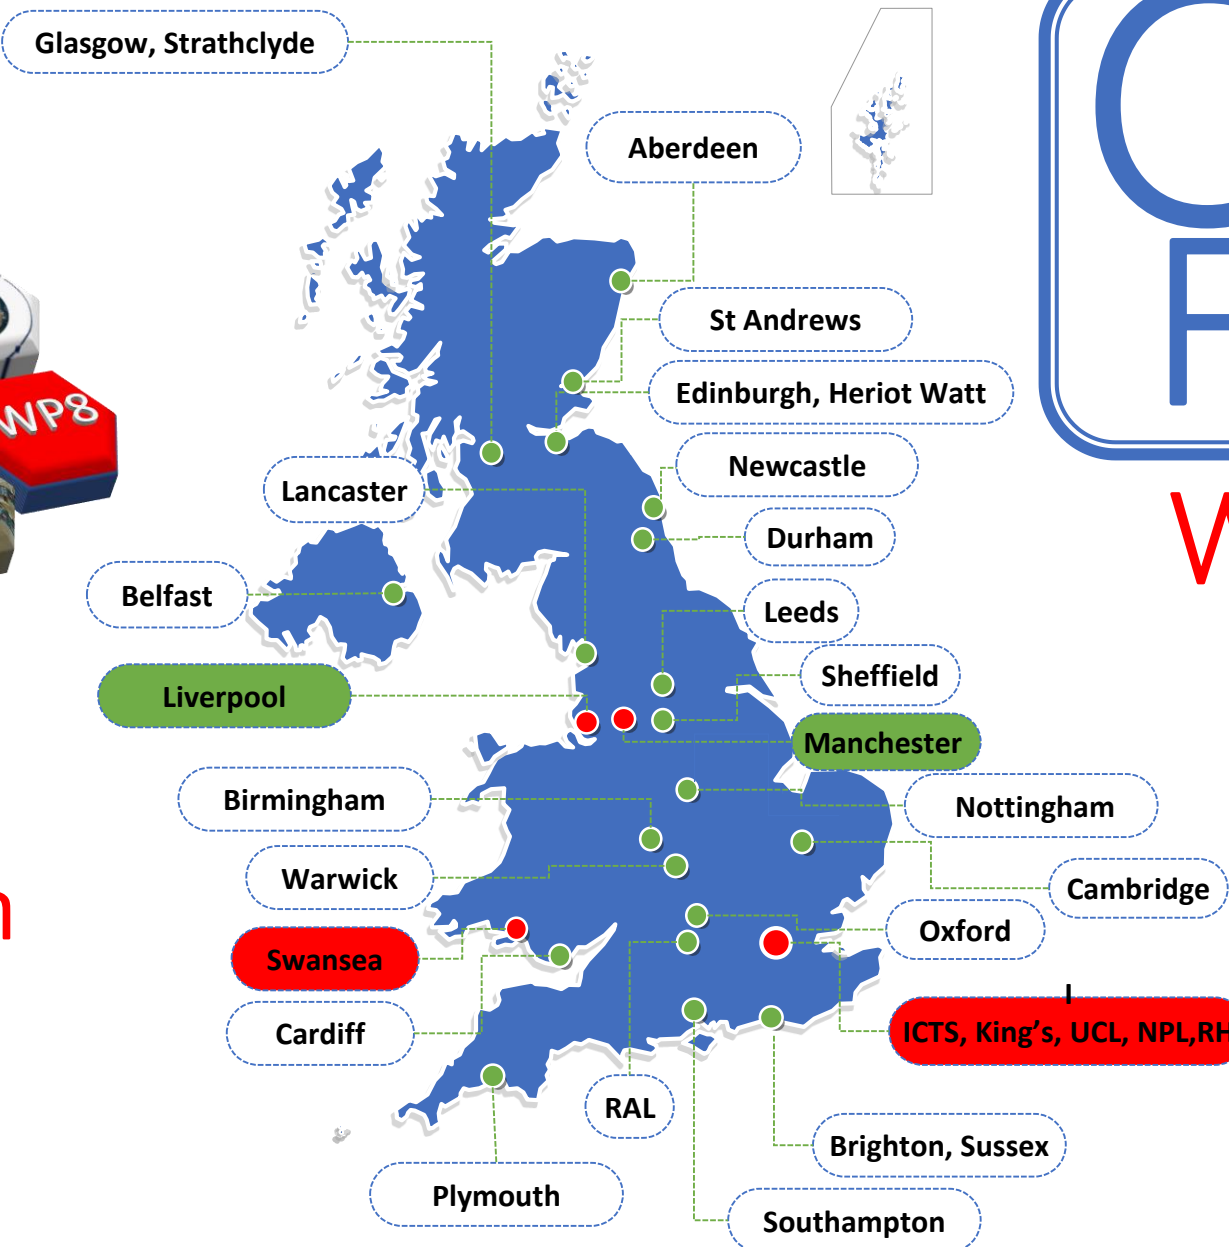 Glasgow, Strathclyde
Aberdeen
St Andrews
Edinburgh, Heriot Watt
WP8
Newcastle
Lancaster
Durham
Belfast
Leeds
Sheffield
Liverpool
Manchester
Birmingham
Nottingham
Warwick
Cambridge
Oxford
Swansea
Cardiff
ICTS, King's, UCL, NPL,RH
RAL
Brighton, Sussex
Plymouth
Southampton